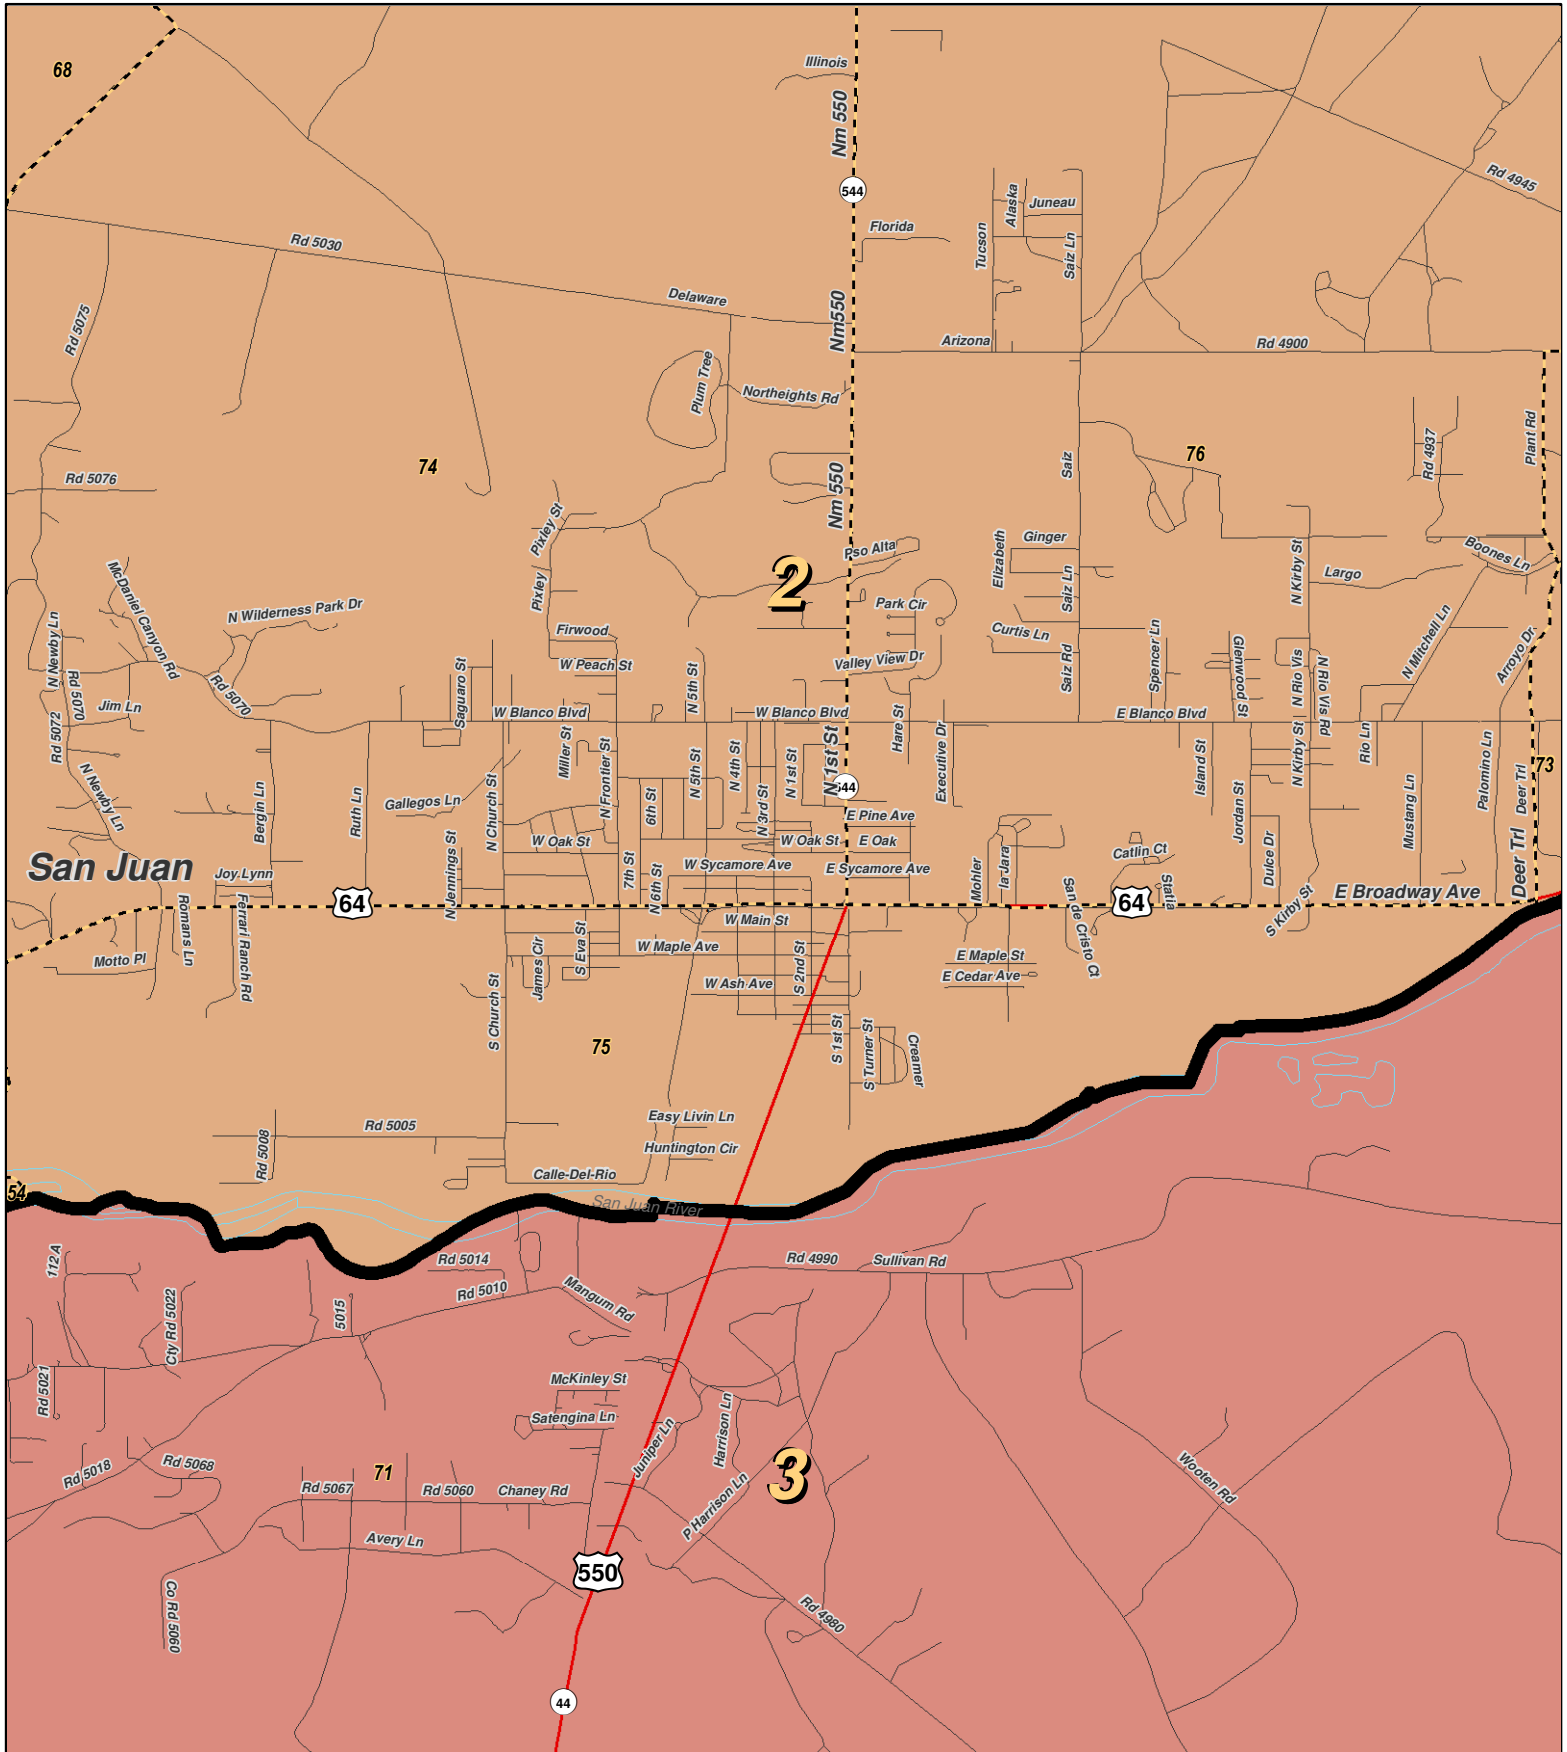 68
Illinois
Nm 550
544
Rd 4945
Alaska
Juneau
Florida
Tucson
Saiz Ln
Rd 5030
Delaware
Nm550
Rd 5075
Arizona
Rd 4900
Plum Tree
Northeights Rd
Plant Rd
Rd 4937
76
74
Saiz
Rd 5076
Nm 550
Pixley St
Ginger
Elizabeth
Pso Alta
Boones Ln
N Kirby St
Largo
2
McDaniel Canyon Rd
N Wilderness Park Dr
Pixley
Park Cir
Saiz Ln
Firwood
Curtis Ln
N Mitchell Ln
N Newby Ln
W Peach St
Valley View Dr
Saiz Rd
Spencer Ln
Glenwood St
N Rio Vis
N Rio Vis Rd
Arroyo Dr
Rd 5070
Rd 5070
Saguaro St
N 5th St
Jim Ln
W Blanco Blvd
W Blanco Blvd
E Blanco Blvd
Rd 5072
Miller St
N Frontier St
N 5th St
N 4th St
N 1st St
N 1st St
Hare St
Executive Dr
Island St
N Kirby St
Rio Ln
Palomino Ln
Deer Trl
73
N Newby Ln
Bergin Ln
Ruth Ln
Gallegos Ln
N Church St
6th St
N 3rd St
544
E Pine Ave
Jordan St
Mustang Ln
W Oak St
W Oak St
E Oak
Catlin Ct
Dulce Dr
San Juan
Joy Lynn
N Jennings St
7th St
N 6th St
W Sycamore Ave
E Sycamore Ave
Mohler
la Jara
Statia
Deer Trl
64
64
E Broadway Ave
Romans Ln
Ferrari Ranch Rd
W Main St
San de Cristo Ct
S Kirby St
Motto Pl
James Cir
S Eva St
W Maple Ave
S 2nd St
E Maple St
E Cedar Ave
W Ash Ave
S Church St
75
S 1st St
S Turner St
Creamer
Easy Livin Ln
Rd 5005
Rd 5008
Huntington Cir
Calle-Del-Rio
54
San Juan River
112 A
Rd 5014
Rd 4990
Sullivan Rd
Rd 5010
Mangum Rd
Cty Rd 5022
5015
Rd 5021
McKinley St
Satengina Ln
Juniper Ln
Harrison Ln
Rd 5018
Rd 5068
71
3
Wooten Rd
Rd 5067
Rd 5060
Chaney Rd
P Harrison Ln
Avery Ln
550
Co Rd 5060
Rd 4980
44